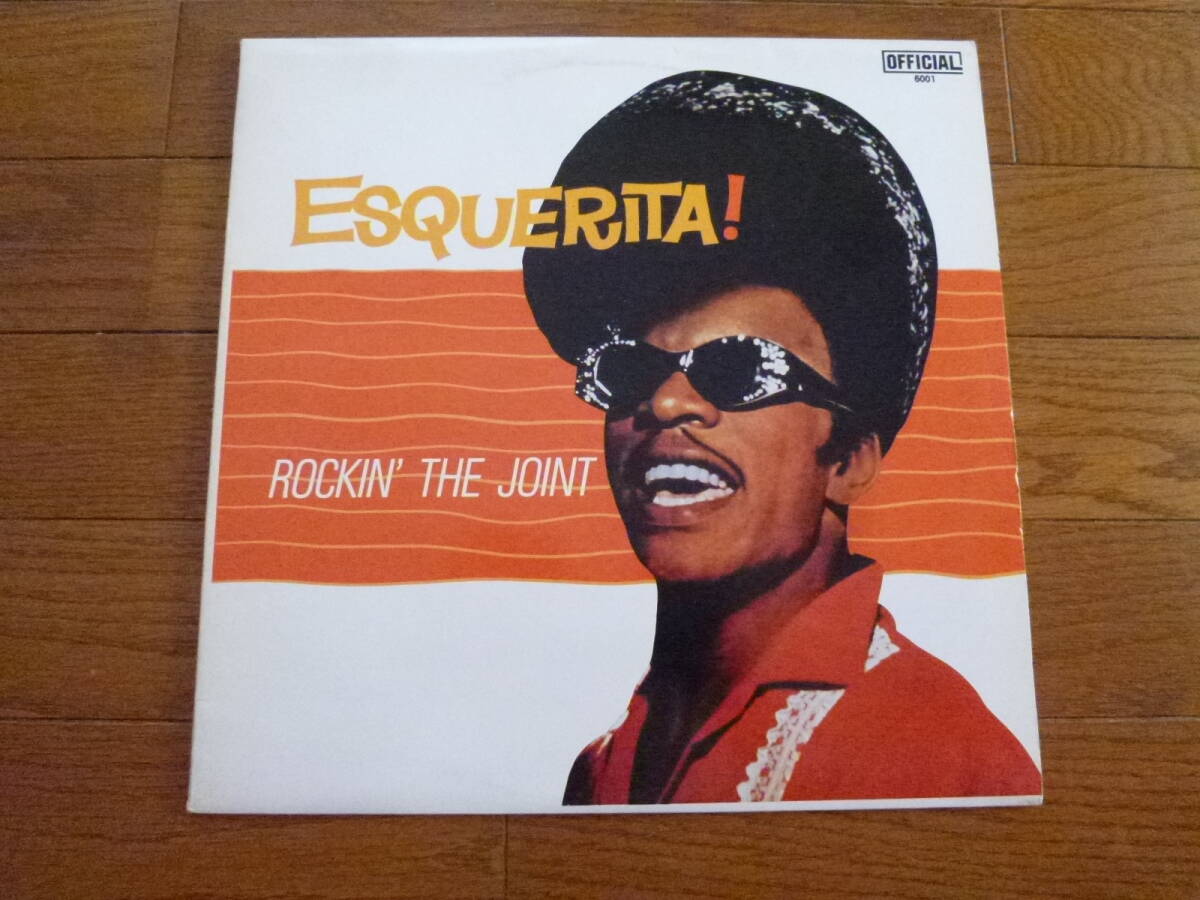 OFFICIAL
6001
ESQUERITA!
ROCKIN' THE JOINT